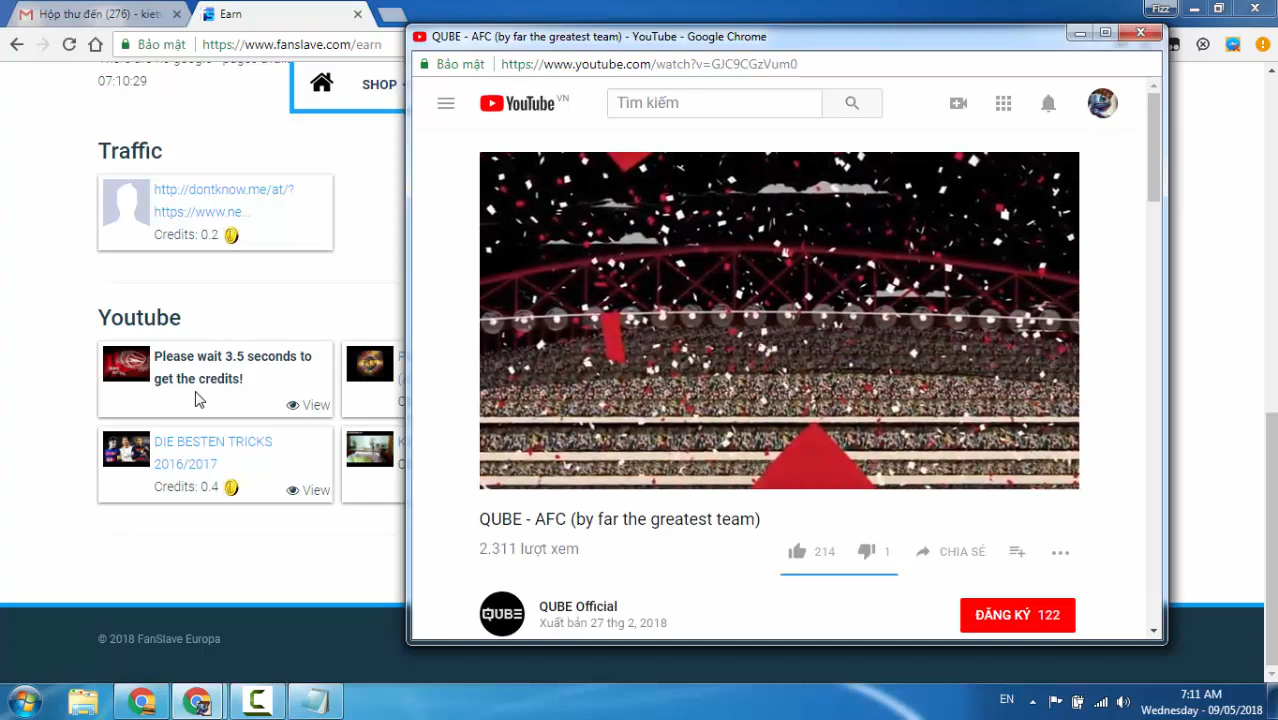 Hộp thư đến (276) - kietv
Earn
Fizz
Bảo mật
https://www.fanslave.com/earn
07:10:29
SHOP
Traffic
http://dontknow.me/at/?
https://www.ne...
Credits: 0.2
Youtube
Please wait 3.5 seconds to
get the credits!
View
DIE BESTEN TRICKS
2016/2017
Credits: 0.4
View
© 2018 FanSlave Europa
QUBE - AFC (by far the greatest team) - YouTube - Google Chrome
Bảo mật
https://www.youtube.com/watch?v=GJC9CGzVum0
YouTube VN
Tìm kiếm
QUBE - AFC (by far the greatest team)
2.311 lượt xem
214
1
CHIA SẺ
QUBE
QUBE Official
Xuất bản 27 thg 2, 2018
ĐĂNG KÝ 122
EN
7:11 AM
Wednesday - 09/05/2018